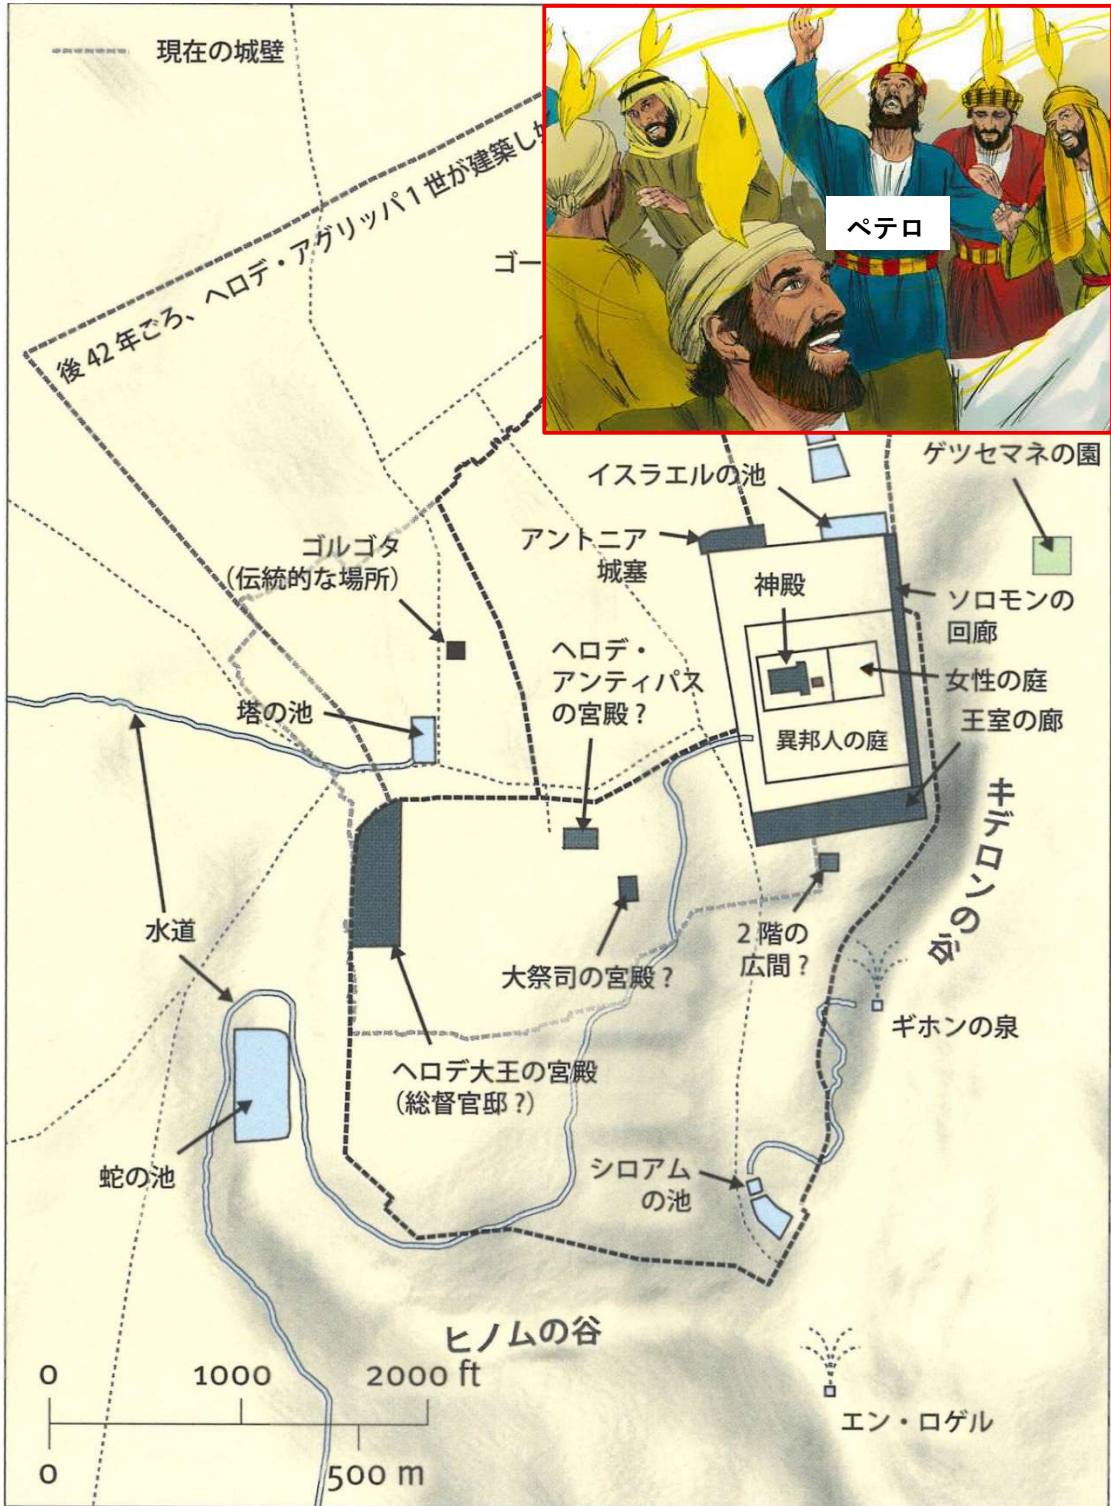 現在の城壁
後 42 年ごろ、ヘロデ・アグリッパ 1 世が建築し
ゴー
ペテロ
ゲツセマネの園
イスラエルの池
アントニア
城塞
ゴルゴタ
(伝統的な場所)
神殿
ソロモンの
回廊
ヘロデ・
アンティパス
の宮殿?
女性の庭
王室の廊
塔の池
異邦人の庭
キデロンの谷
水道
大祭司の宮殿?
2 階の
広間?
ギホンの泉
ヘロデ大王の宮殿
(総督官邸?)
蛇の池
シロアム
の池
ヒノムの谷
0 1000 2000 ft
0 500 m
エン・ロゲル